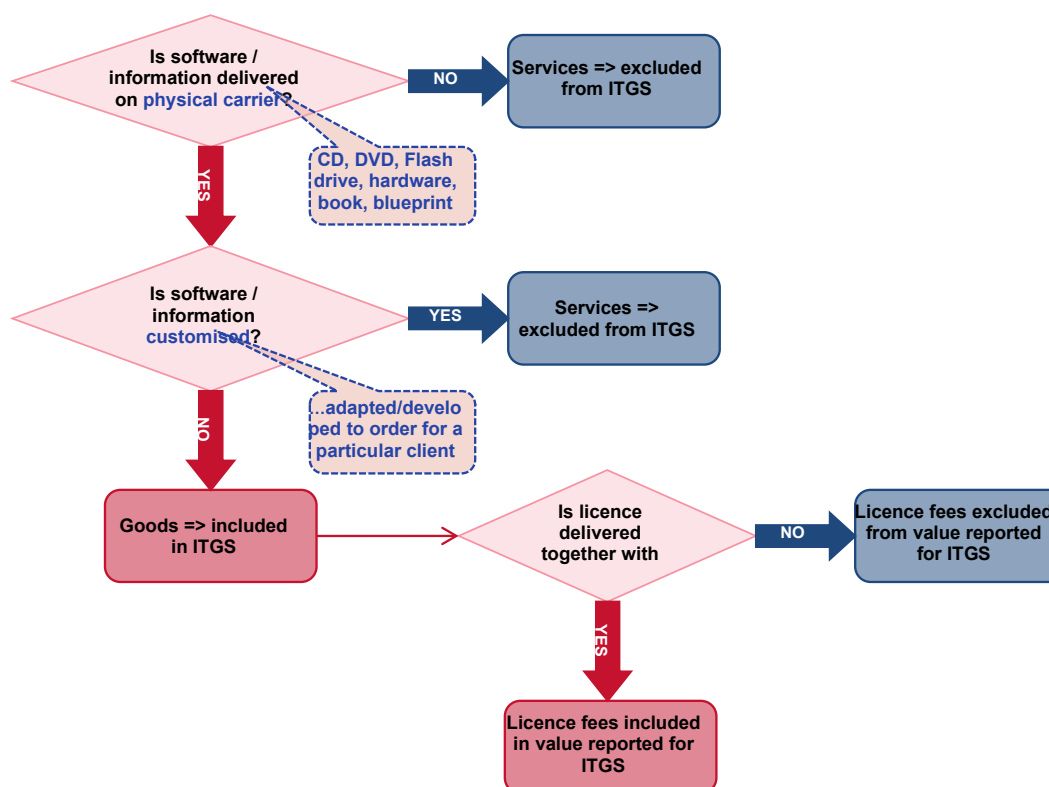 Is software /
information delivered
on physical carrier?
NO
Services => excluded
from ITGS
CD, DVD, Flash
drive, hardware,
book, blueprint
YES
Is software /
information
customised?
YES
Services =>
excluded from ITGS
...adapted/develo
ped to order for a
particular client
NO
Goods => included
in ITGS
Is licence
delivered
together with
NO
Licence fees excluded
from value reported
for ITGS
YES
Licence fees included
in value reported for
ITGS